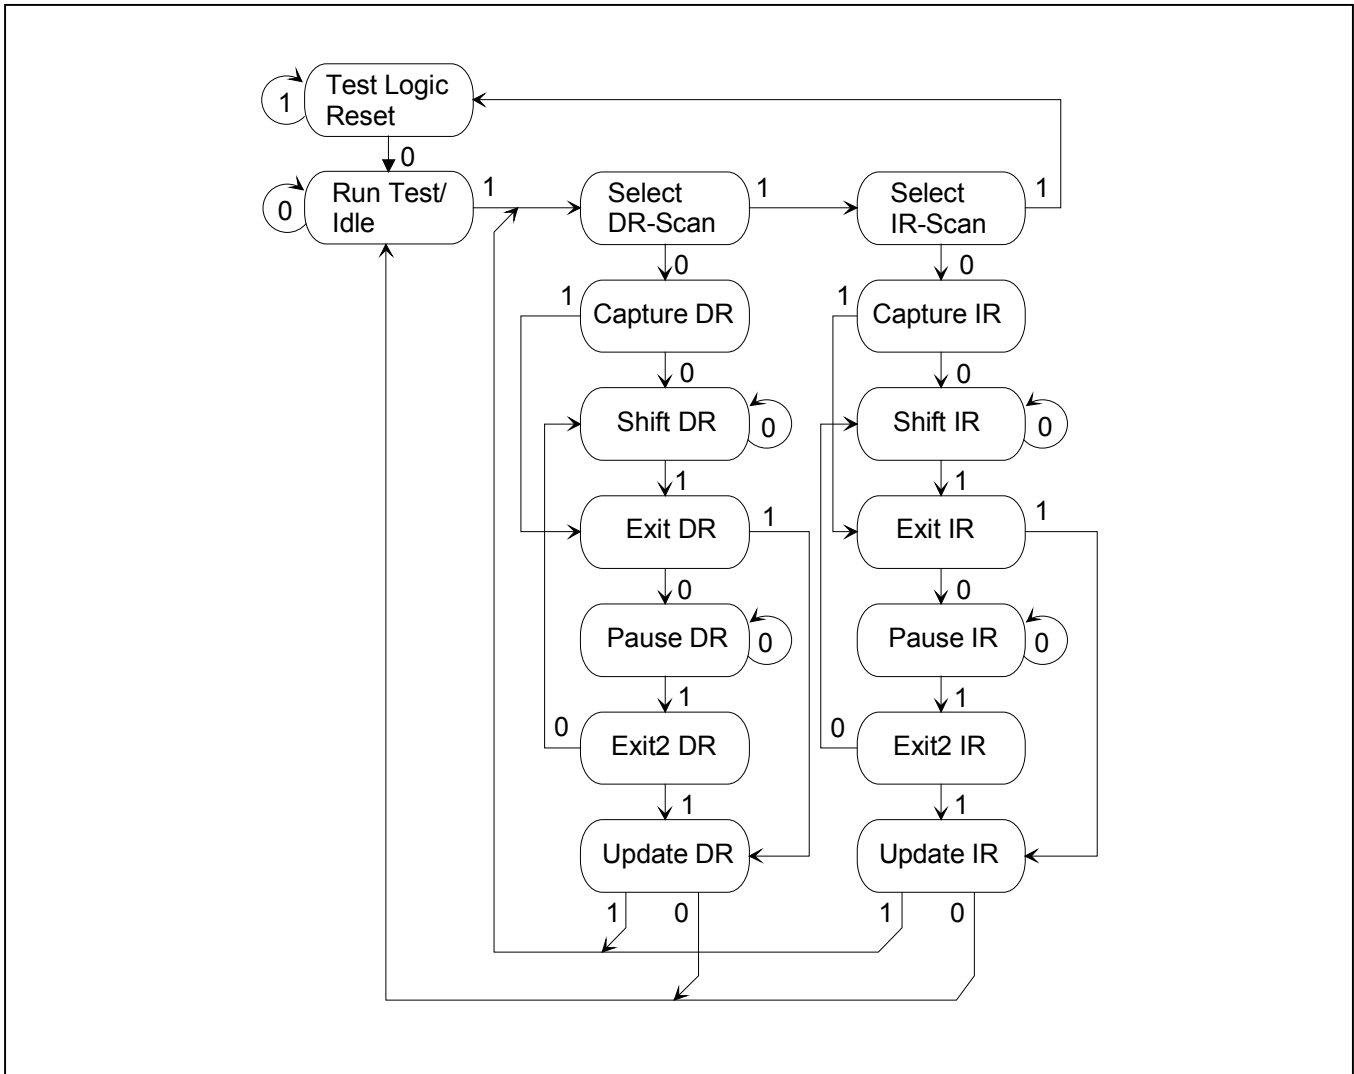 Test Logic
Reset
1
0
Run Test/
Idle
0
1
Select
DR-Scan
1
Select
IR-Scan
1
0
0
1
Capture DR
1
Capture IR
0
0
Shift DR
0
Shift IR
0
1
1
Exit DR
1
Exit IR
1
0
0
Pause DR
0
Pause IR
0
1
1
0
Exit2 DR
0
Exit2 IR
1
1
Update DR
Update IR
1
0
1
0